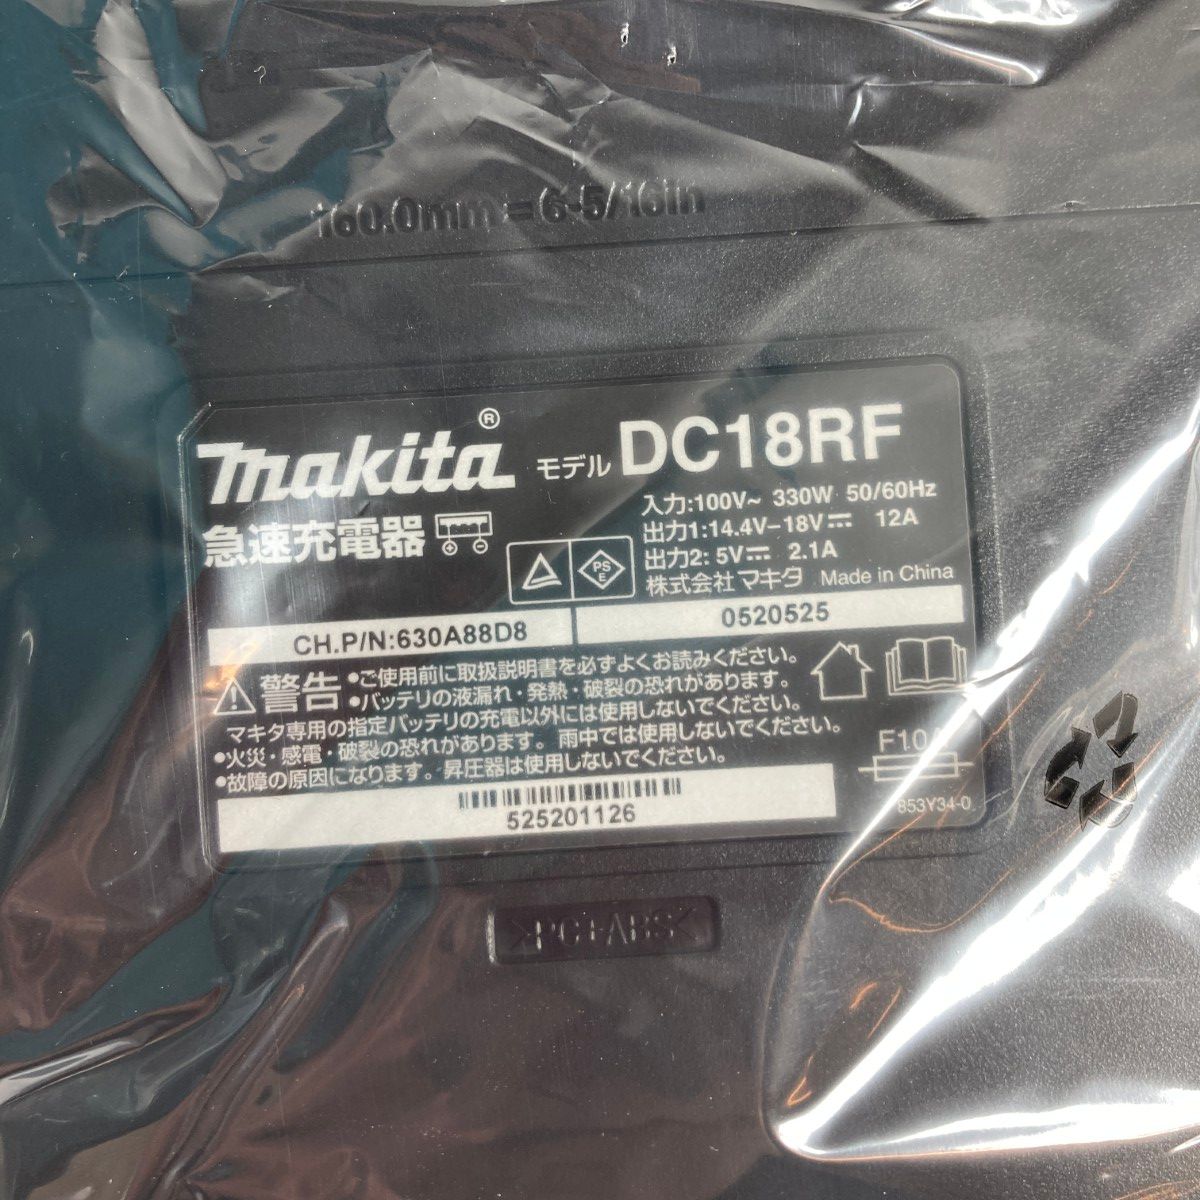 160.0mm = 6-5/16in
makita® モデル DC18RF
急速充電器
入力:100V~ 330W 50/60Hz
出力1:14.4V-18V⎓ 12A
出力2: 5V⎓ 2.1A
株式会社 マキタ Made in China
PS
E
CH.P/N:630A88D8
0520525
警告
•ご使用前に取扱説明書を必ずよくお読みください。
•バッテリの液漏れ・発熱・破裂の恐れがあります。
マキタ専用の指定バッテリの充電以外には使用しないでください。
•火災・感電・破裂の恐れがあります。雨中では使用しないでください。
•故障の原因になります。昇圧器は使用しないでください。
F10A
853Y34-0
525201126
>PC+ABS<